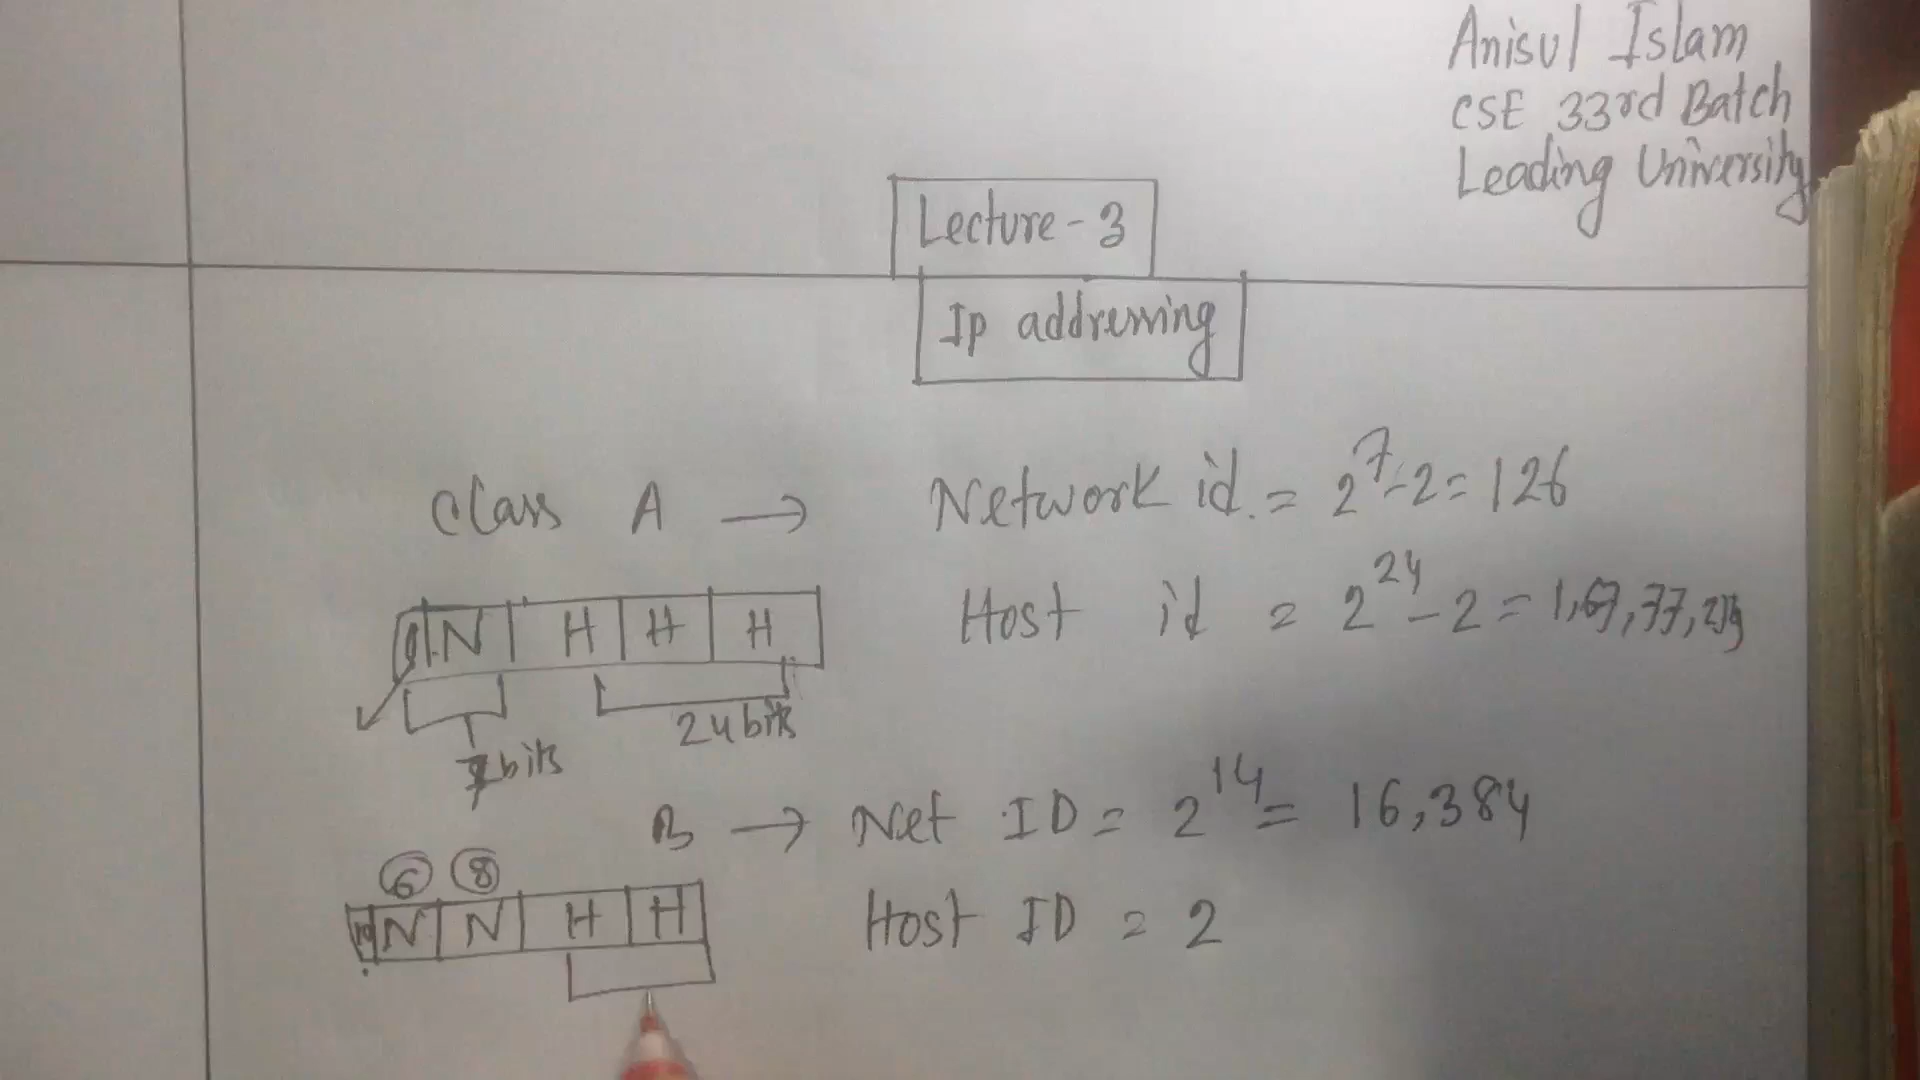 Anisul Islam
CSE 33rd Batch
Leading University
Lecture - 3
Ip addressing
Class A → Network id. = 2^7 - 2 = 126
Host id = 2^24 - 2 = 1,67,77,
0 N H H H
7 bits
24 bits
B → Net ID = 2^14 = 16,384
6 8
10 N N H H
Host ID = 2